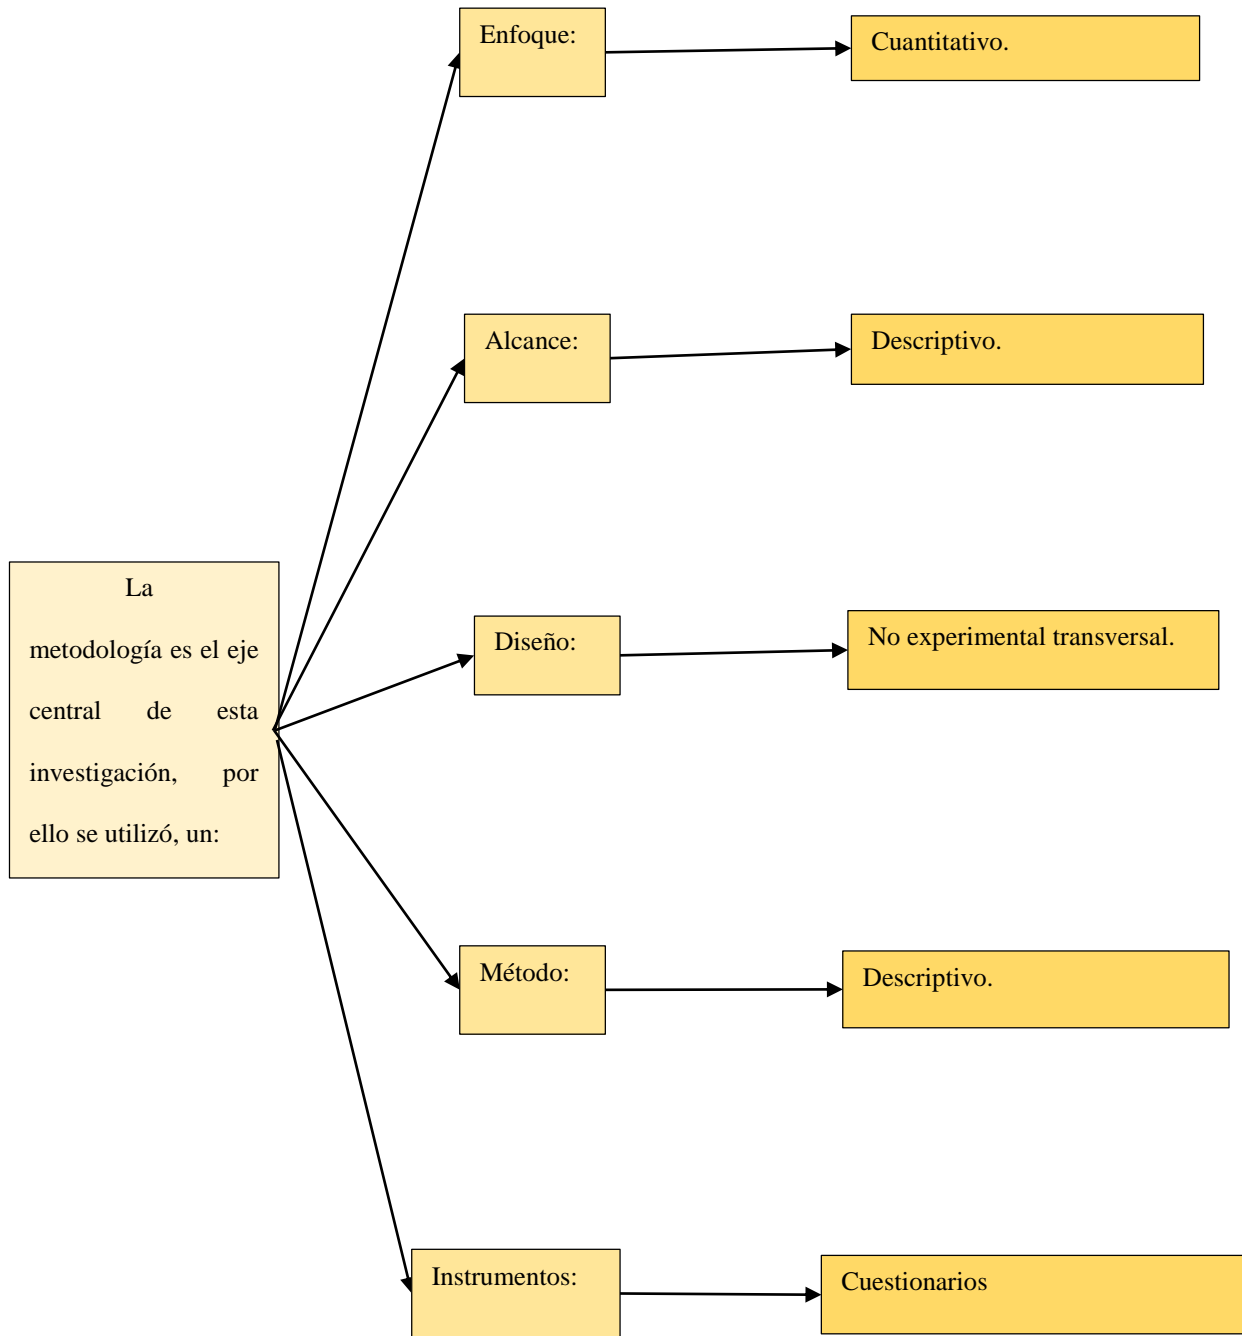 Enfoque:
Cuantitativo.
Alcance:
Descriptivo.
La
metodología es el eje
central de esta
investigación, por
ello se utilizó, un:
Diseño:
No experimental transversal.
Método:
Descriptivo.
Instrumentos:
Cuestionarios